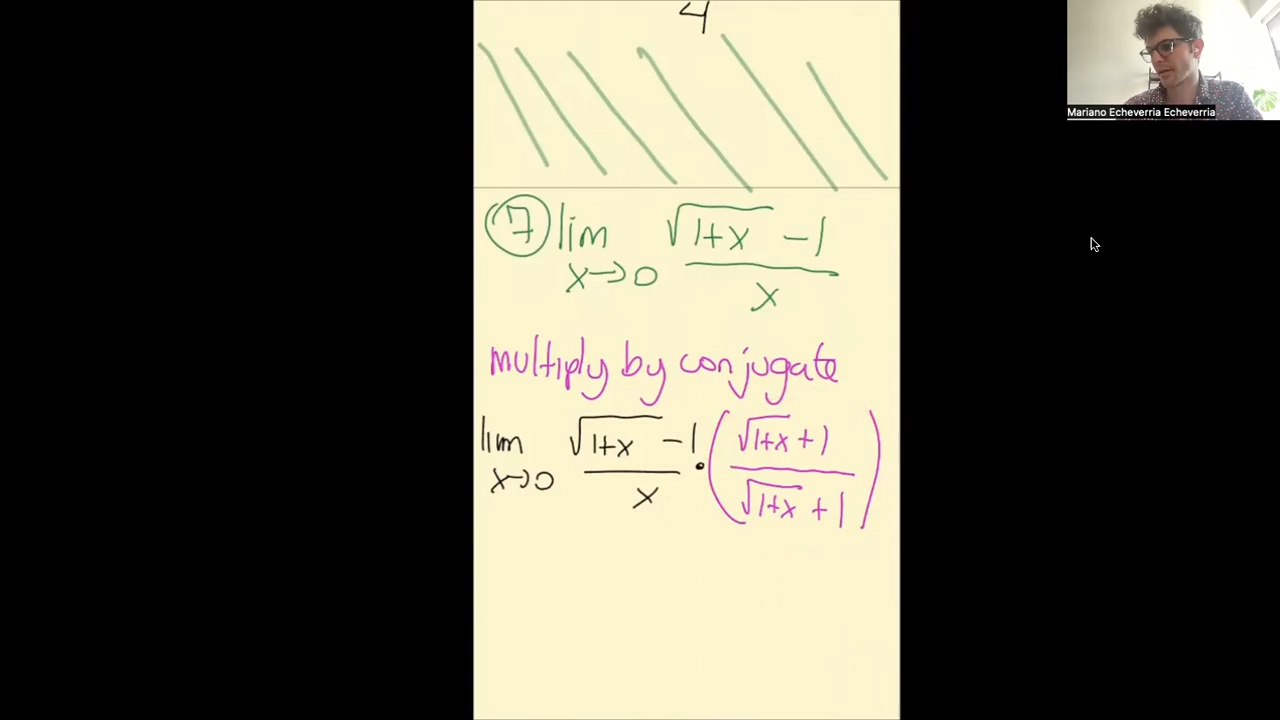 4
Mariano Echeverria Echeverria
⑦ lim x→0 (√(1+x) - 1)/x
multiply by conjugate
lim x→0 (√(1+x) - 1)/x • ((√(1+x) + 1)/(√(1+x) + 1))